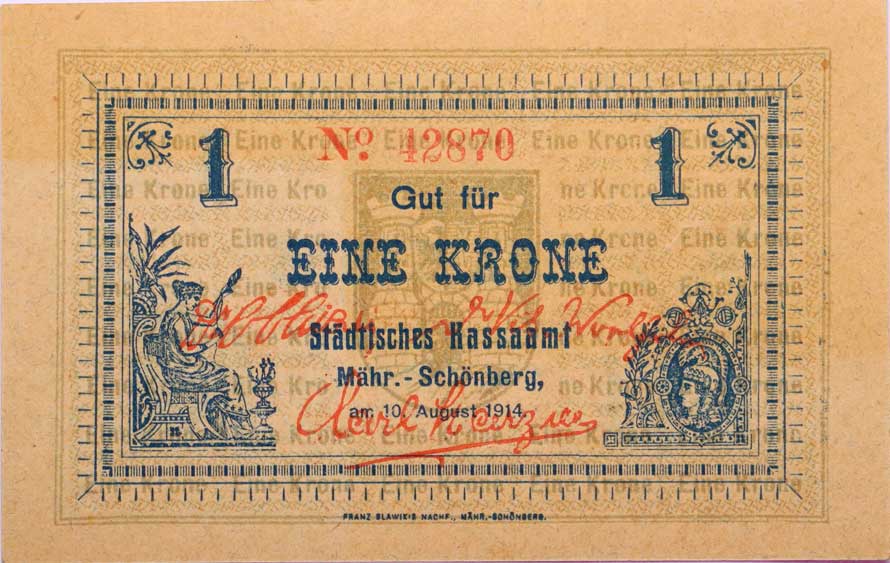 1 No. 42870 1
Gut für
EINE KRONE
Städtisches Kassaamt
Mähr.-Schönberg,
am 10. August 1914.
FRANZ SLAWIK'S NACHF., MÄHR.-SCHÖNBERG.